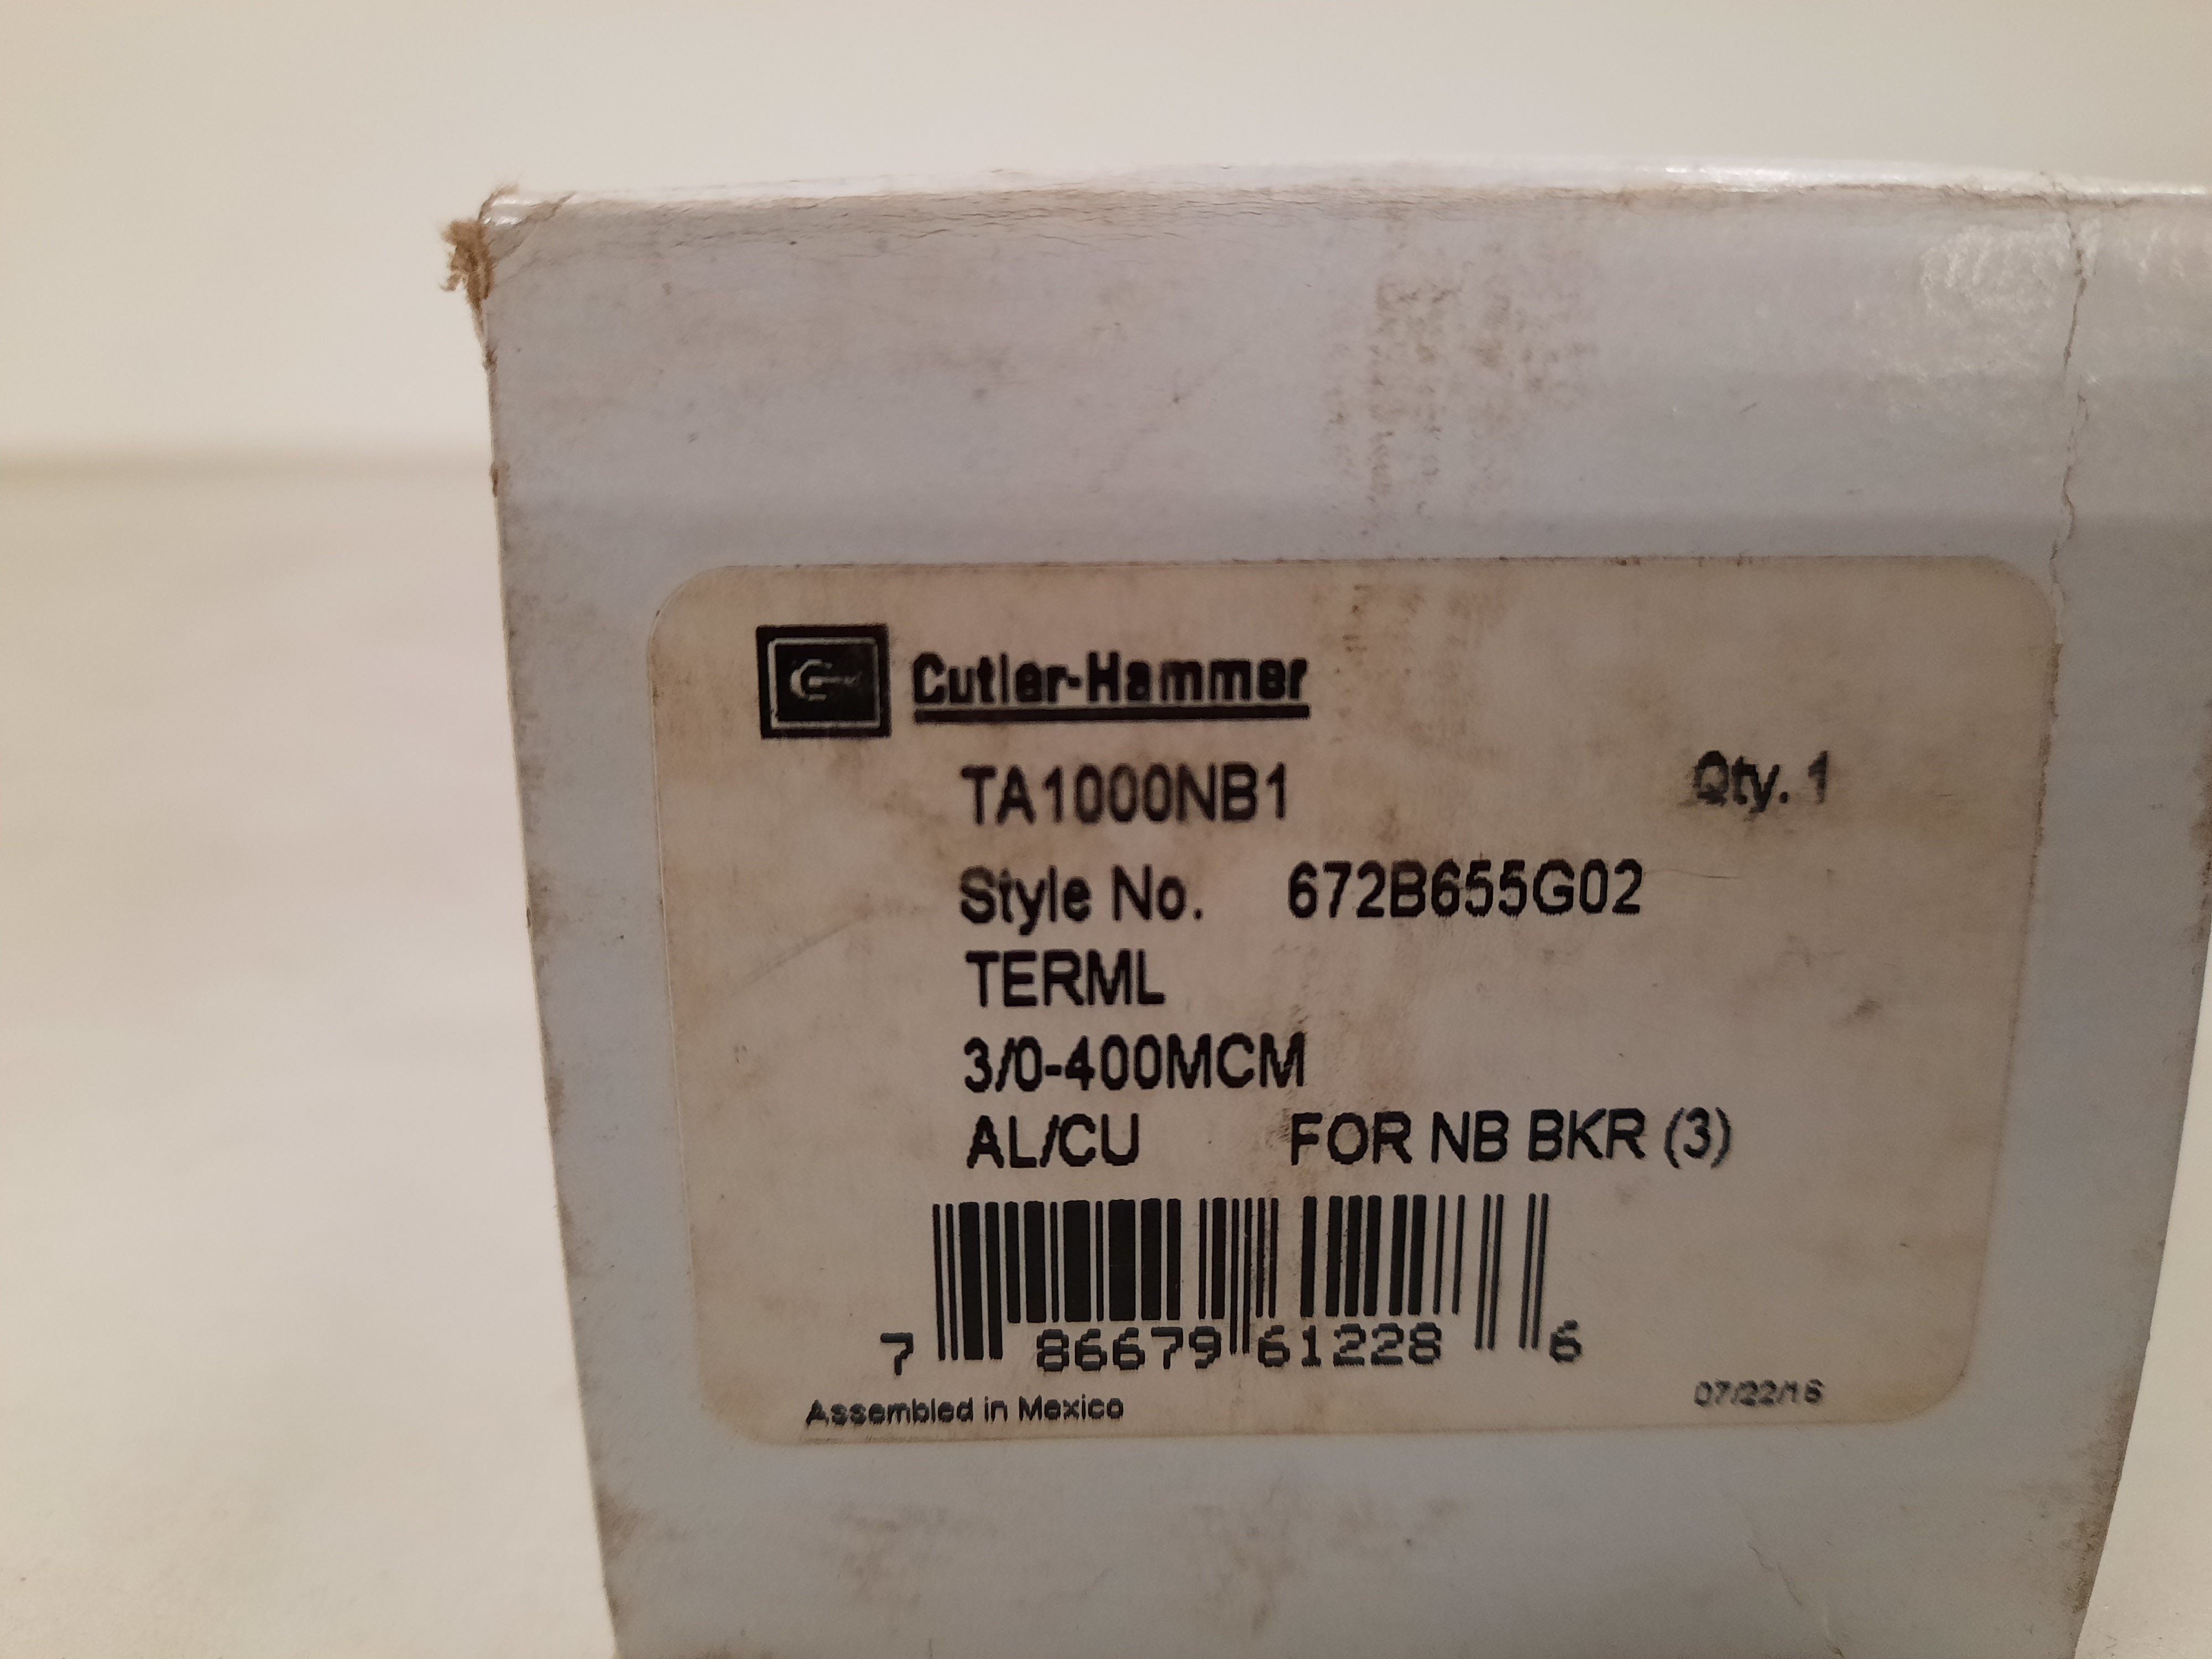 Cutler-Hammer
TA1000NB1 Qty. 1
Style No. 672B655G02
TERML
3/0-400MCM
AL/CU FOR NB BKR (3)
7 86679 61228 6
Assembled in Mexico 07/22/16